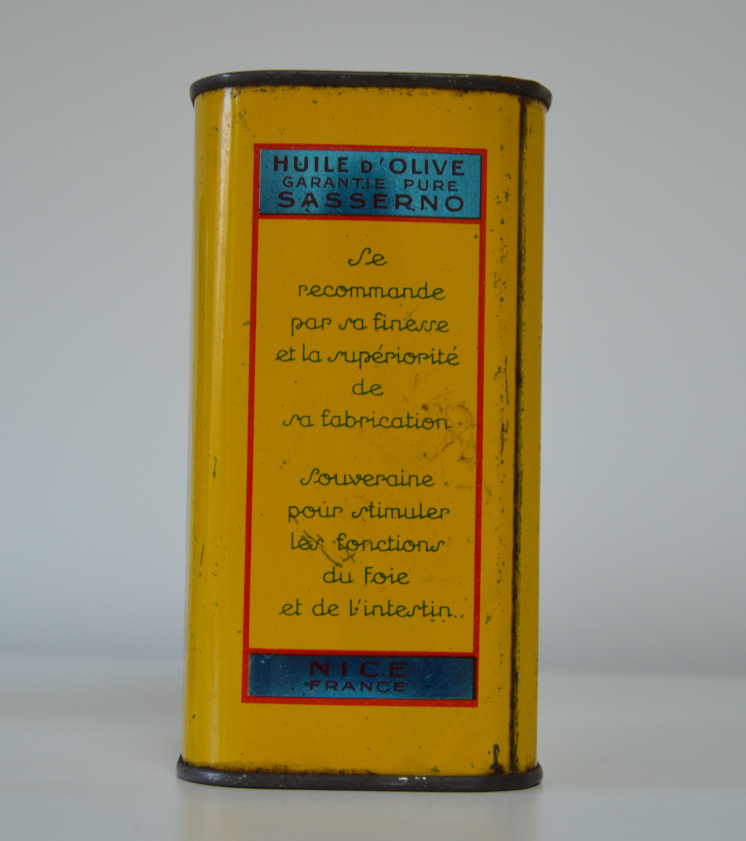 HUILE D'OLIVE
GARANTIE PURE
SASSERNO
Se
recommande
par sa finesse
et la supériorité
de
sa fabrication
Souveraine
pour stimuler
les fonctions
du Foie
et de l'intestin.
NICE
FRANCE